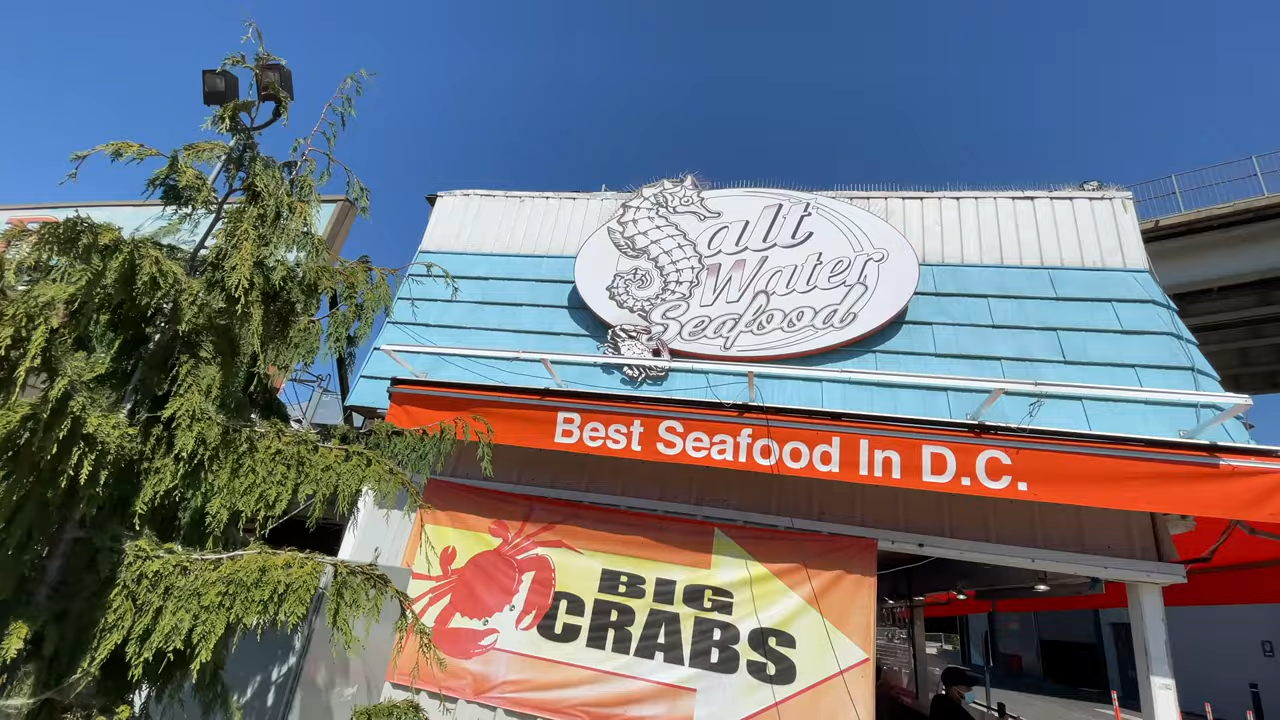 Salt
Water
Seafood
Best Seafood In D.C.
BIG
CRABS